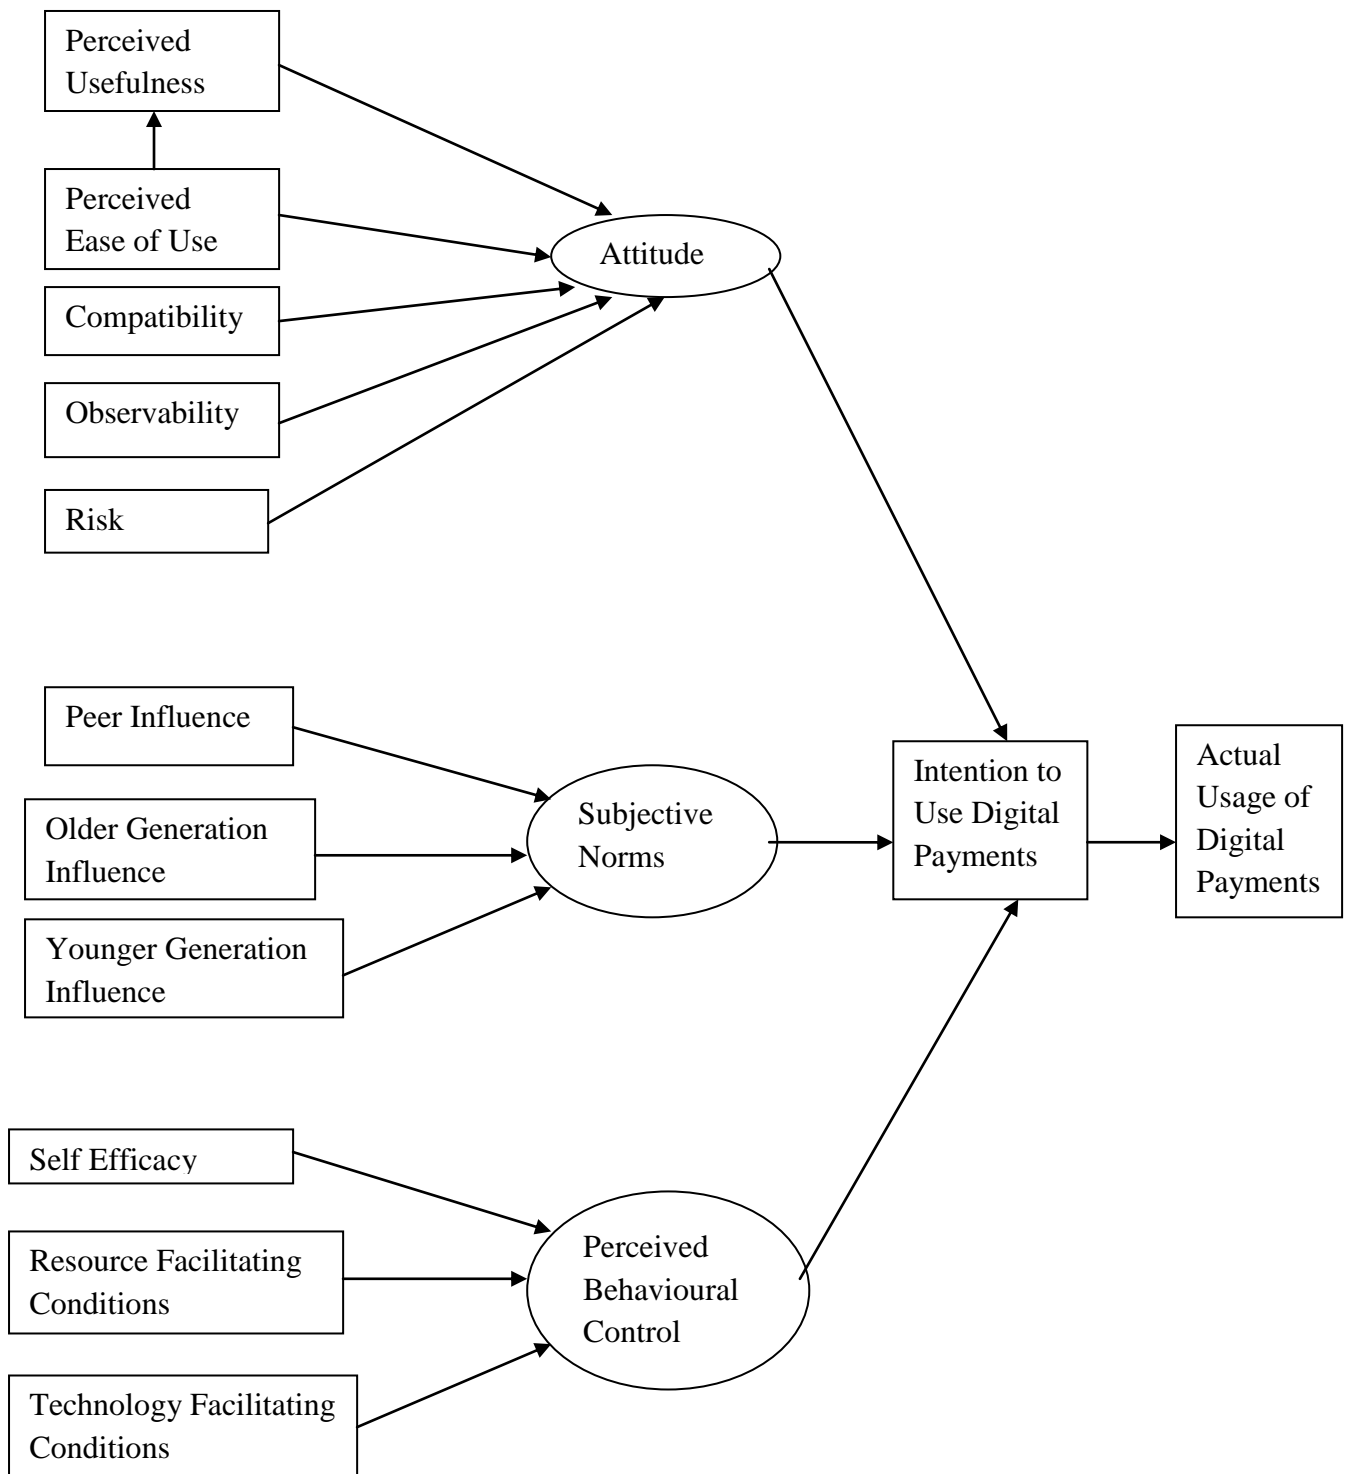 Perceived
Usefulness
Perceived
Ease of Use
Compatibility
Observability
Risk
Attitude
Peer Influence
Older Generation
Influence
Younger Generation
Influence
Subjective
Norms
Intention to
Use Digital
Payments
Actual
Usage of
Digital
Payments
Self Efficacy
Resource Facilitating
Conditions
Technology Facilitating
Conditions
Perceived
Behavioural
Control